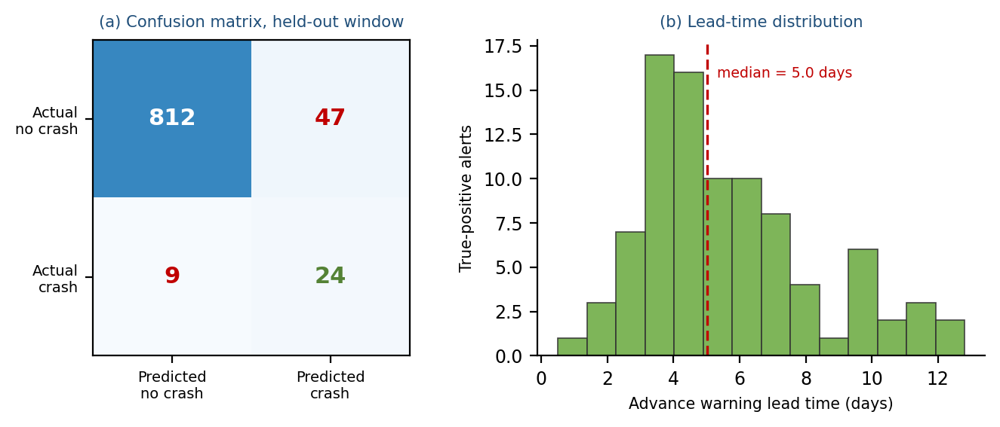 (a) Confusion matrix, held-out window
Actual
no crash
812
47
Actual
crash
9
24
Predicted
no crash
Predicted
crash
(b) Lead-time distribution
True-positive alerts
17.5
15.0
12.5
10.0
7.5
5.0
2.5
0.0
median = 5.0 days
0 2 4 6 8 10 12
Advance warning lead time (days)